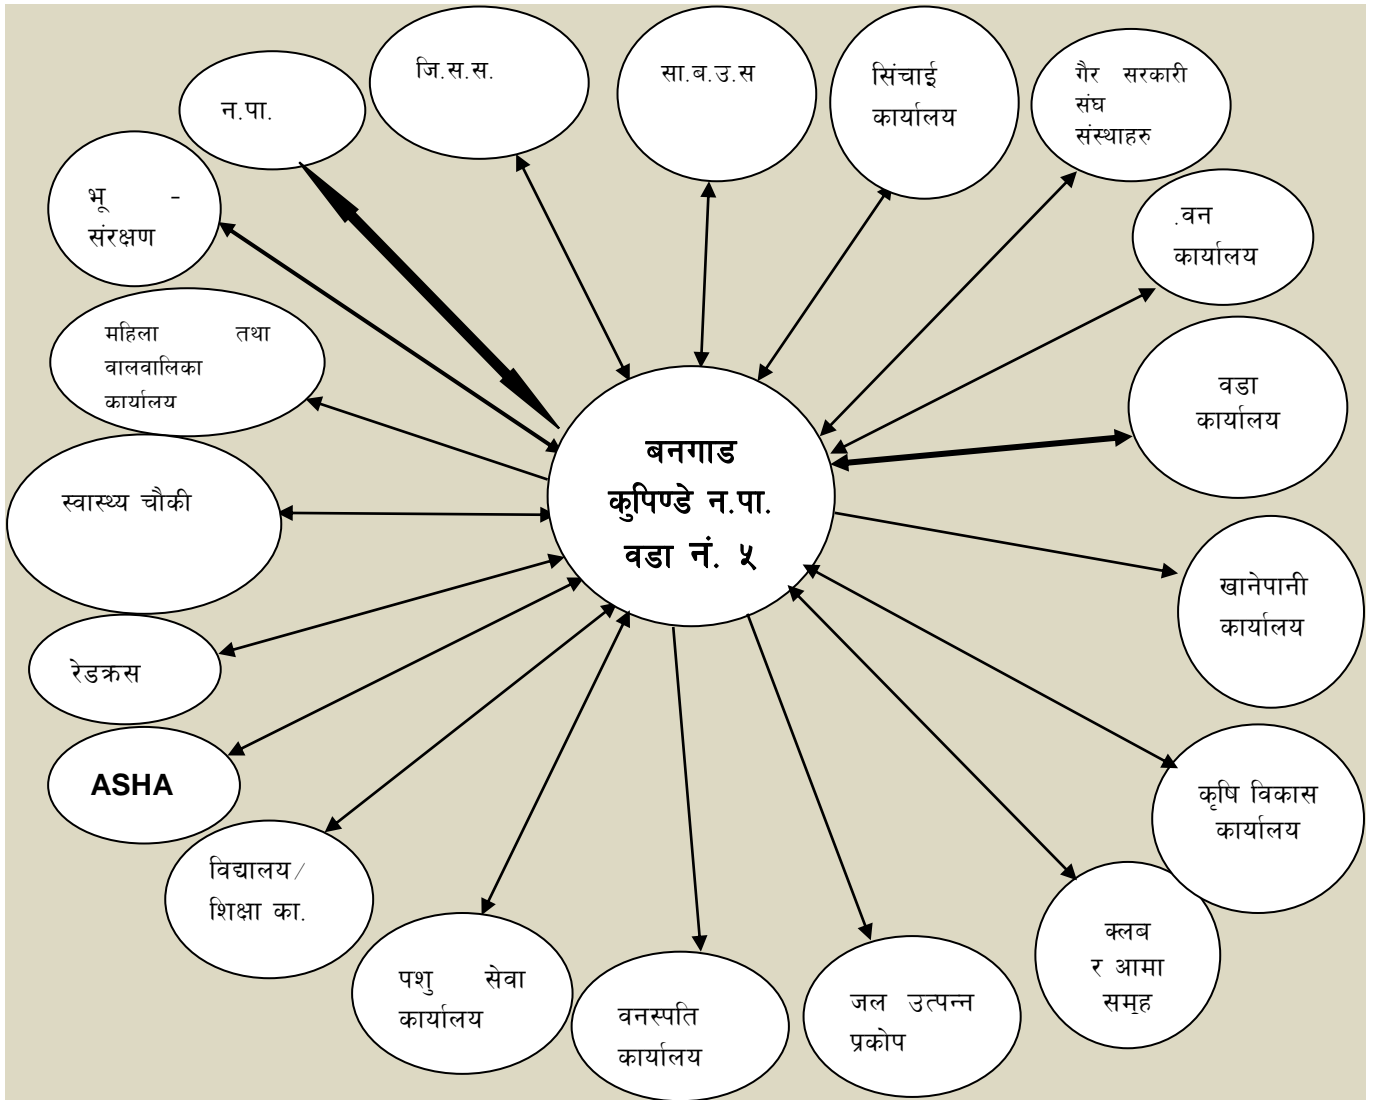 जि.स.स.
सा.ब.उ.स
सिंचाई
कार्यालय
गैर सरकारी
संघ
संस्थाहरु
न.पा.
भू -
संरक्षण
.वन
कार्यालय
महिला तथा
वालवालिका
कार्यालय
वडा
कार्यालय
बनगाड
कुपिण्डे न.पा.
वडा नं. ५
स्वास्थ्य चौकी
खानेपानी
कार्यालय
रेडक्रस
ASHA
कृषि विकास
कार्यालय
विद्यालय/
शिक्षा का.
क्लब
र आमा
समूह
पशु सेवा
कार्यालय
वनस्पति
कार्यालय
जल उत्पन्न
प्रकोप